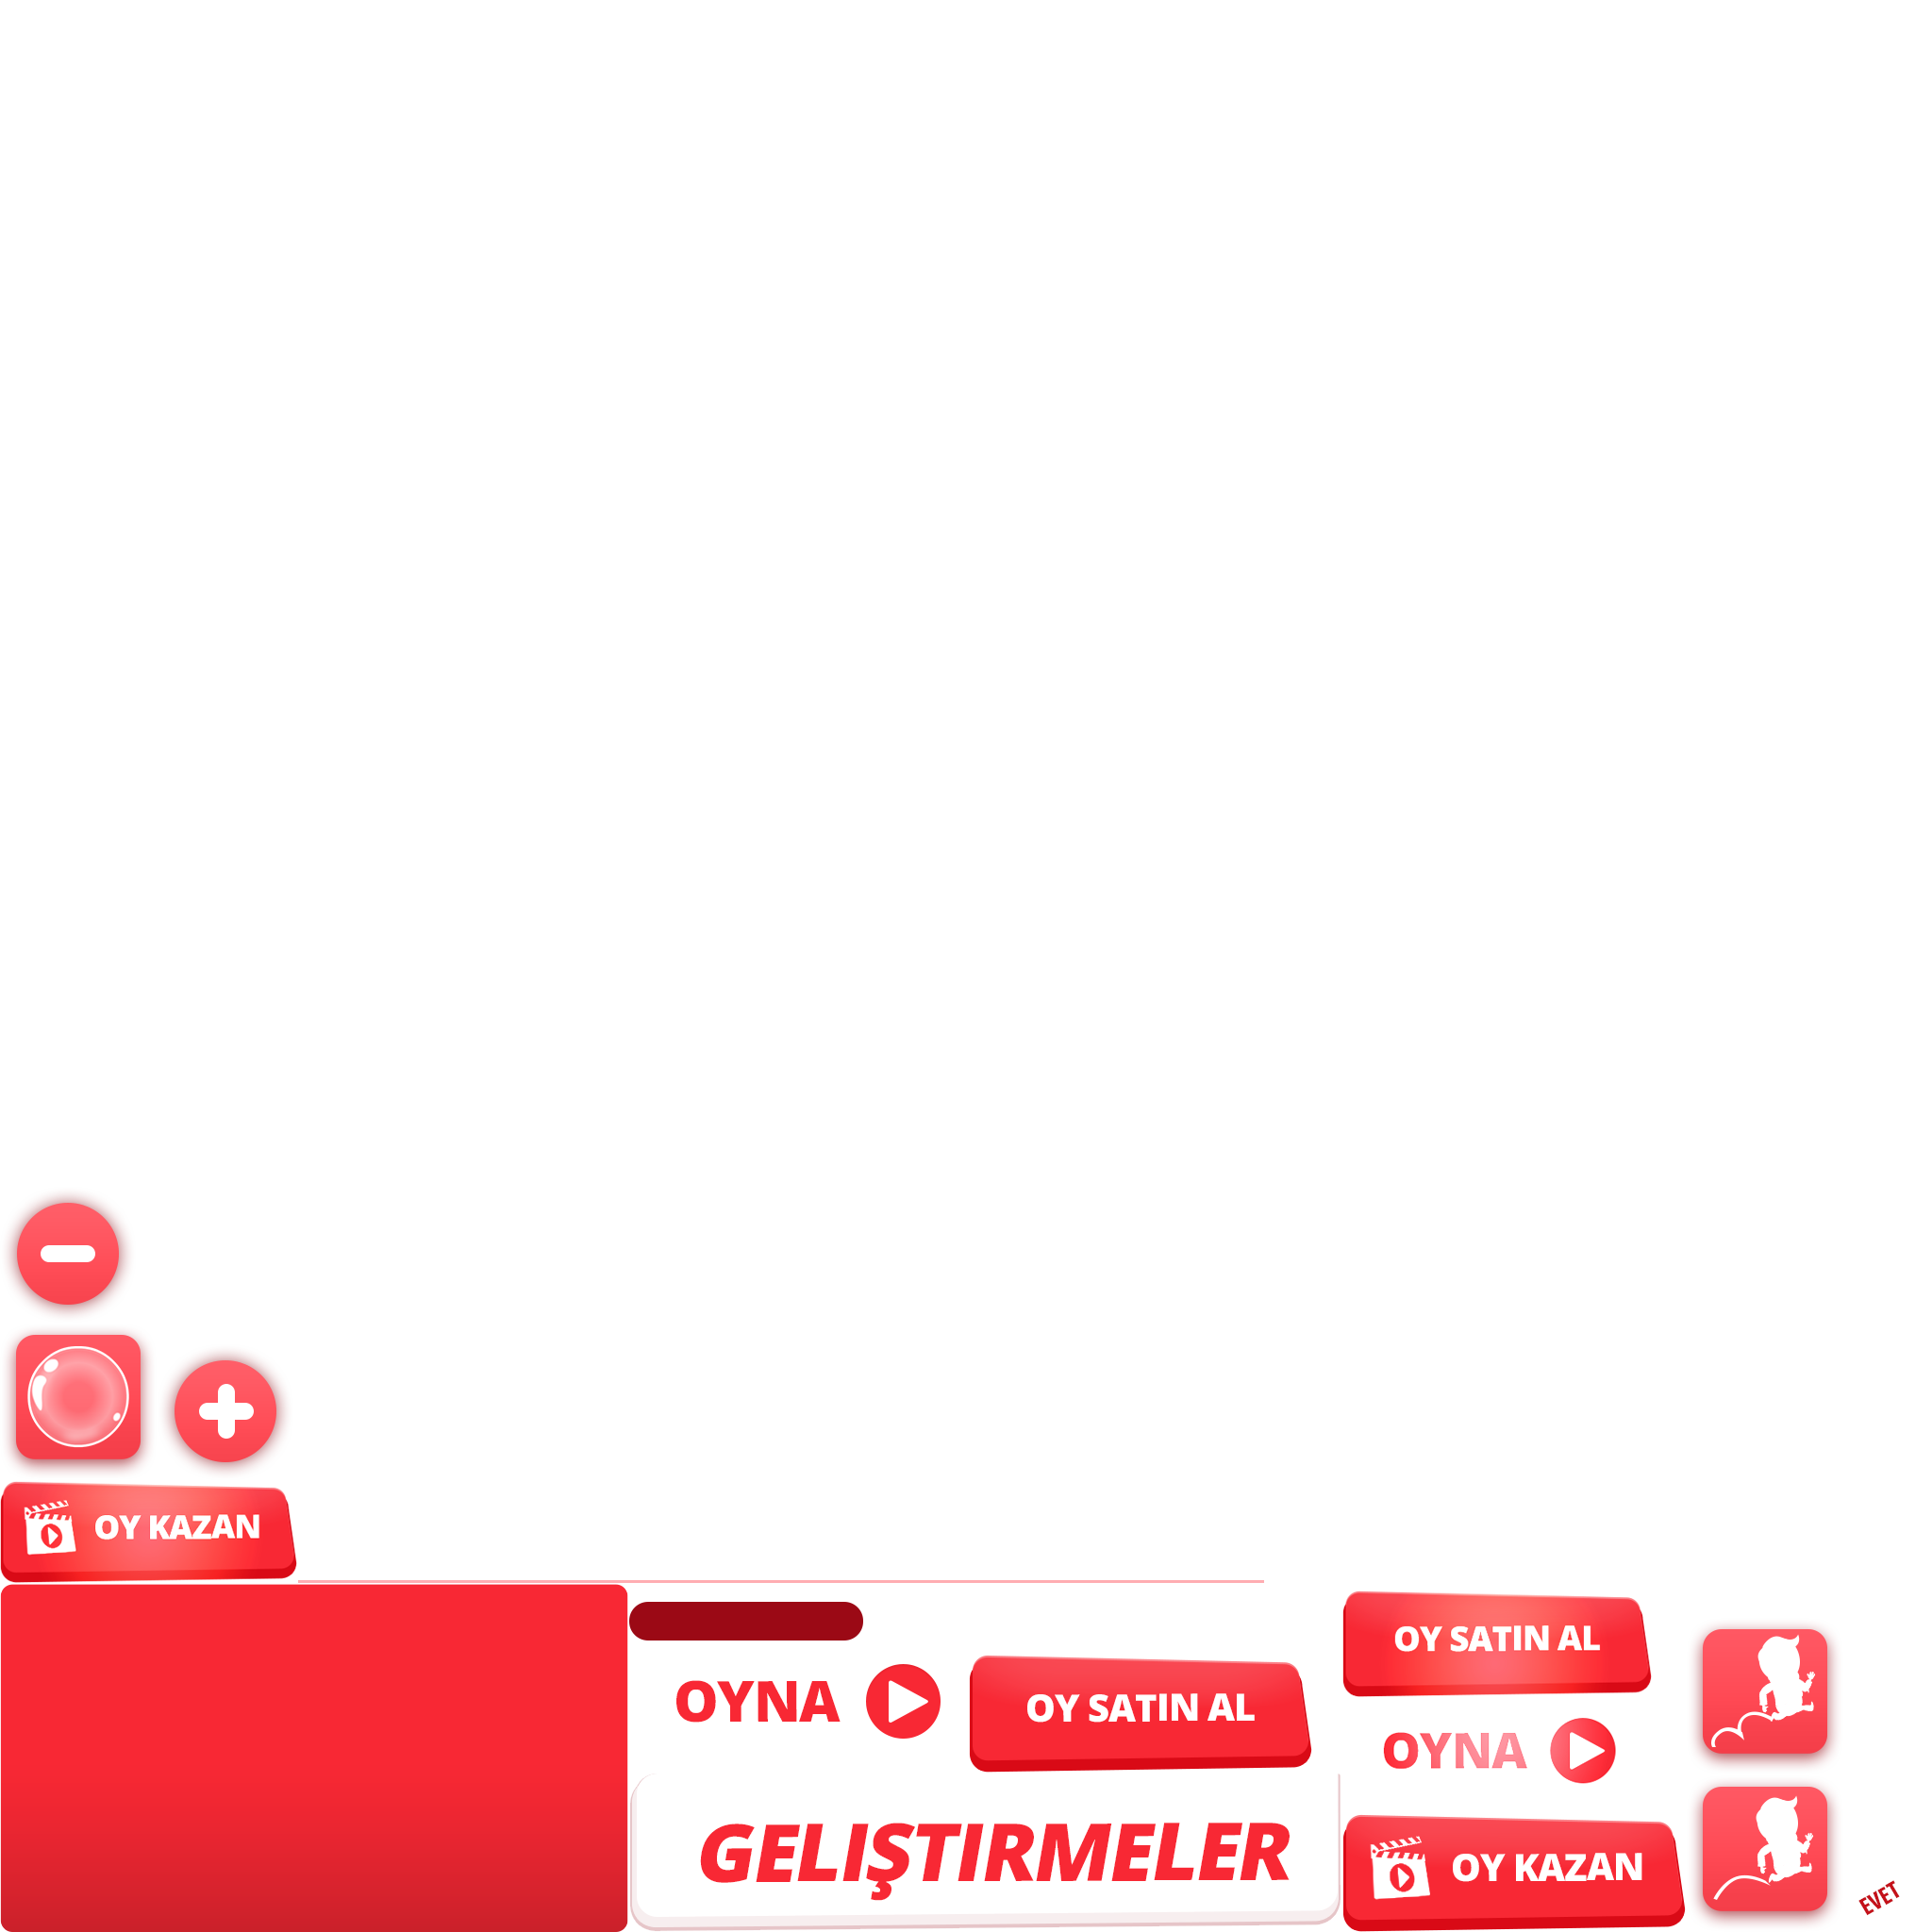 OY KAZAN
OY SATIN AL
OYNA
OY SATIN AL
OYNA
GELIŞTIRMELER
OY KAZAN
EVET